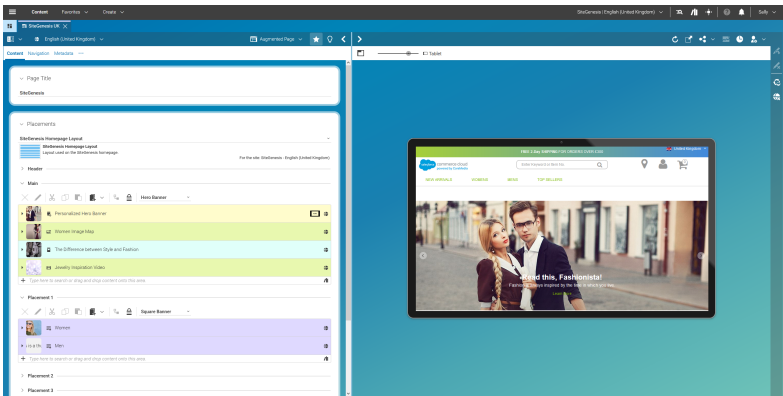 Content Favorites Create SiteGenesis | English (United Kingdom) Sally
SiteGenesis UK
English (United Kingdom) Augmented Page
Content Navigation Metadata
Tablet
Page Title
SiteGenesis
Placements
SiteGenesis Homepage Layout
SiteGenesis Homepage Layout
Layout used on the SiteGenesis homepage
For the site: SiteGenesis - English (United Kingdom)
Header
Main
Hero Banner
Personalized Hero Banner
Women Image Map
The Difference between Style and Fashion
Jewelry Inspiration Video
Type here to search or drag and drop content onto this area.
Placement 1
Square Banner
Women
is a th Men
Type here to search or drag and drop content onto this area.
Placement 2
Placement 3
FREE 2-Day SHIPPING FOR ORDERS OVER
United Kingdom
commerce cloud
NEW ARRIVALS WOMENS MENS TOP SELLERS
Read this, Fashionista!